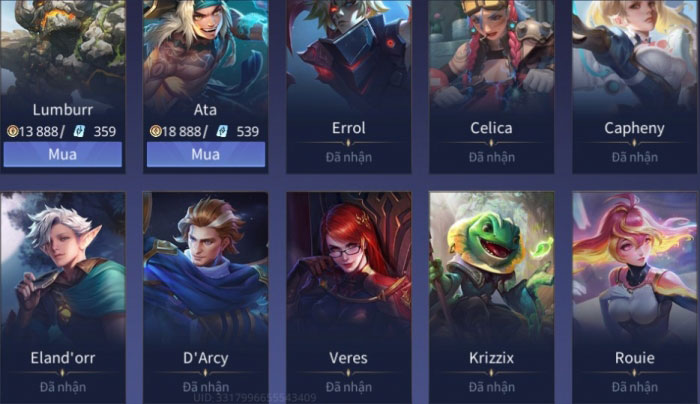 Lumburr
13 888/ 359
Mua
Ata
18 888/ 539
Mua
Errol
Đã nhận
Celica
Đã nhận
Capheny
Đã nhận
Eland'orr
Đã nhận
D'Arcy
Đã nhận
Veres
Đã nhận
Krizzix
Đã nhận
Rouie
Đã nhận
UID: 3317996655543409